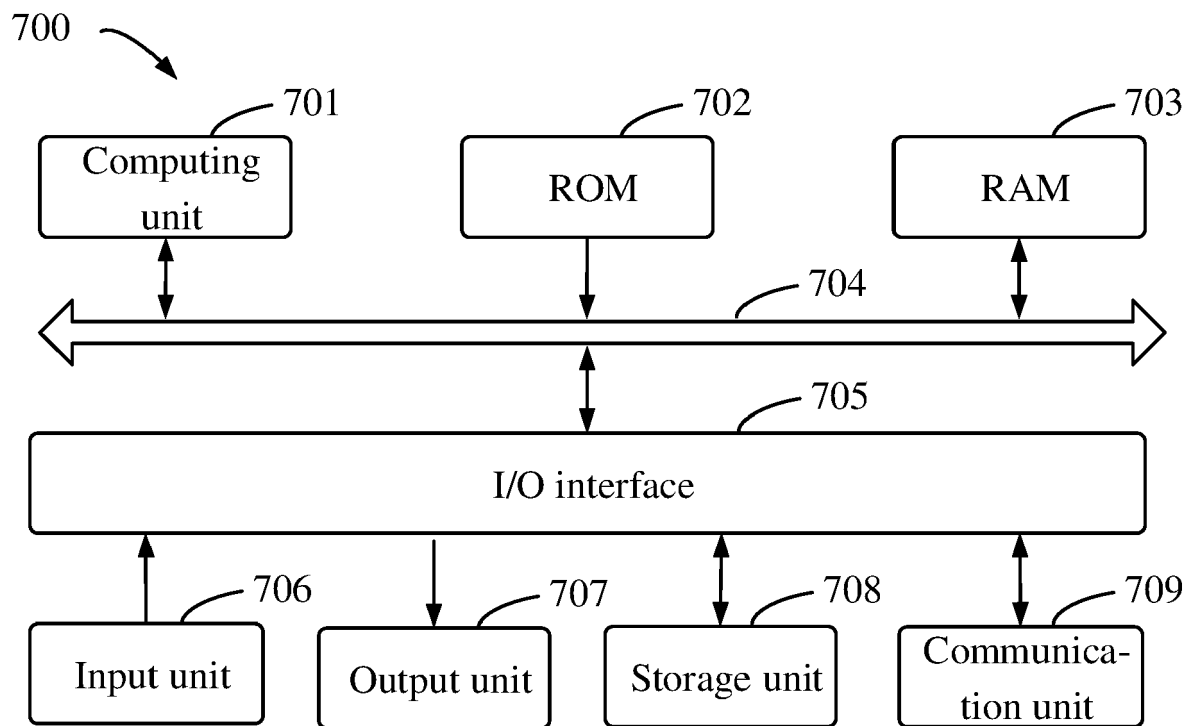 700
701
702
703
Computing
unit
ROM
RAM
704
705
I/O interface
706
707
708
709
Input unit
Output unit
Storage unit
Communica-
tion unit